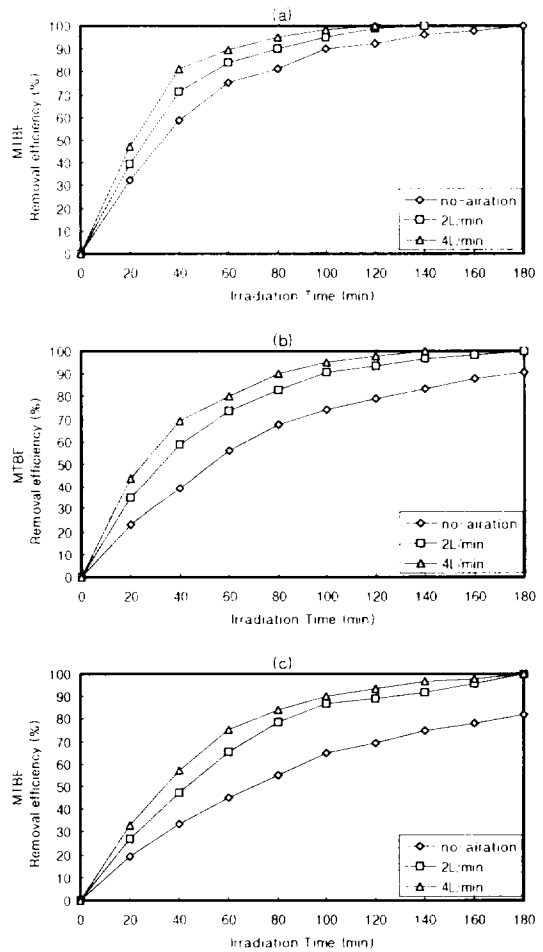 (a)
MTBE
Removal efficiency (%)
100
90
80
73
60
50
40
30
20
10
0
0 20 40 60 80 100 120 140 160 180
Irradiation Time (min)
no-airation
2L/min
4L/min
(b)
MTBE
Removal efficiency (%)
100
90
80
70
60
50
40
30
20
10
0
0 20 40 60 80 100 120 140 160 180
Irradiation Time (min)
no-airation
2L/min
4L/min
(c)
MTBE
Removal efficiency (%)
100
90
80
70
60
50
40
30
20
10
0
0 20 40 60 80 100 120 140 160 180
Irradiation Time (min)
no-airation
2L/min
4L/min